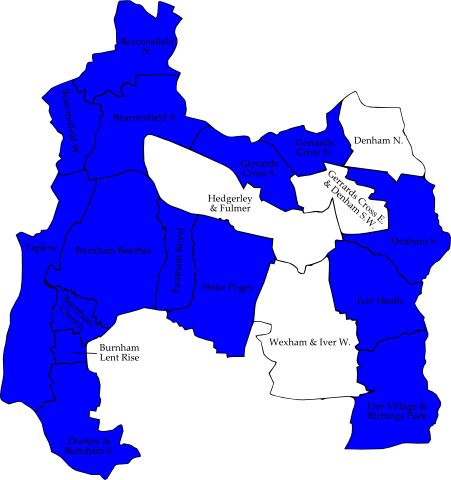 Beaconsfield
N.
Beaconsfield W.
Beaconsfield S.
Gerrards
Cross N.
Denham N.
Gerrards
Cross S.
Gerrards Cross E.
& Denham S.W.
Hedgerley
& Fulmer
Denham S.
Taplow
Burnham Beeches
Farnham Royal
Stoke Poges
Iver Heath
Burnham
Church
Burnham
Lent Rise
Wexham & Iver W.
Iver Village &
Richings Park
Dorney &
Burnham S.